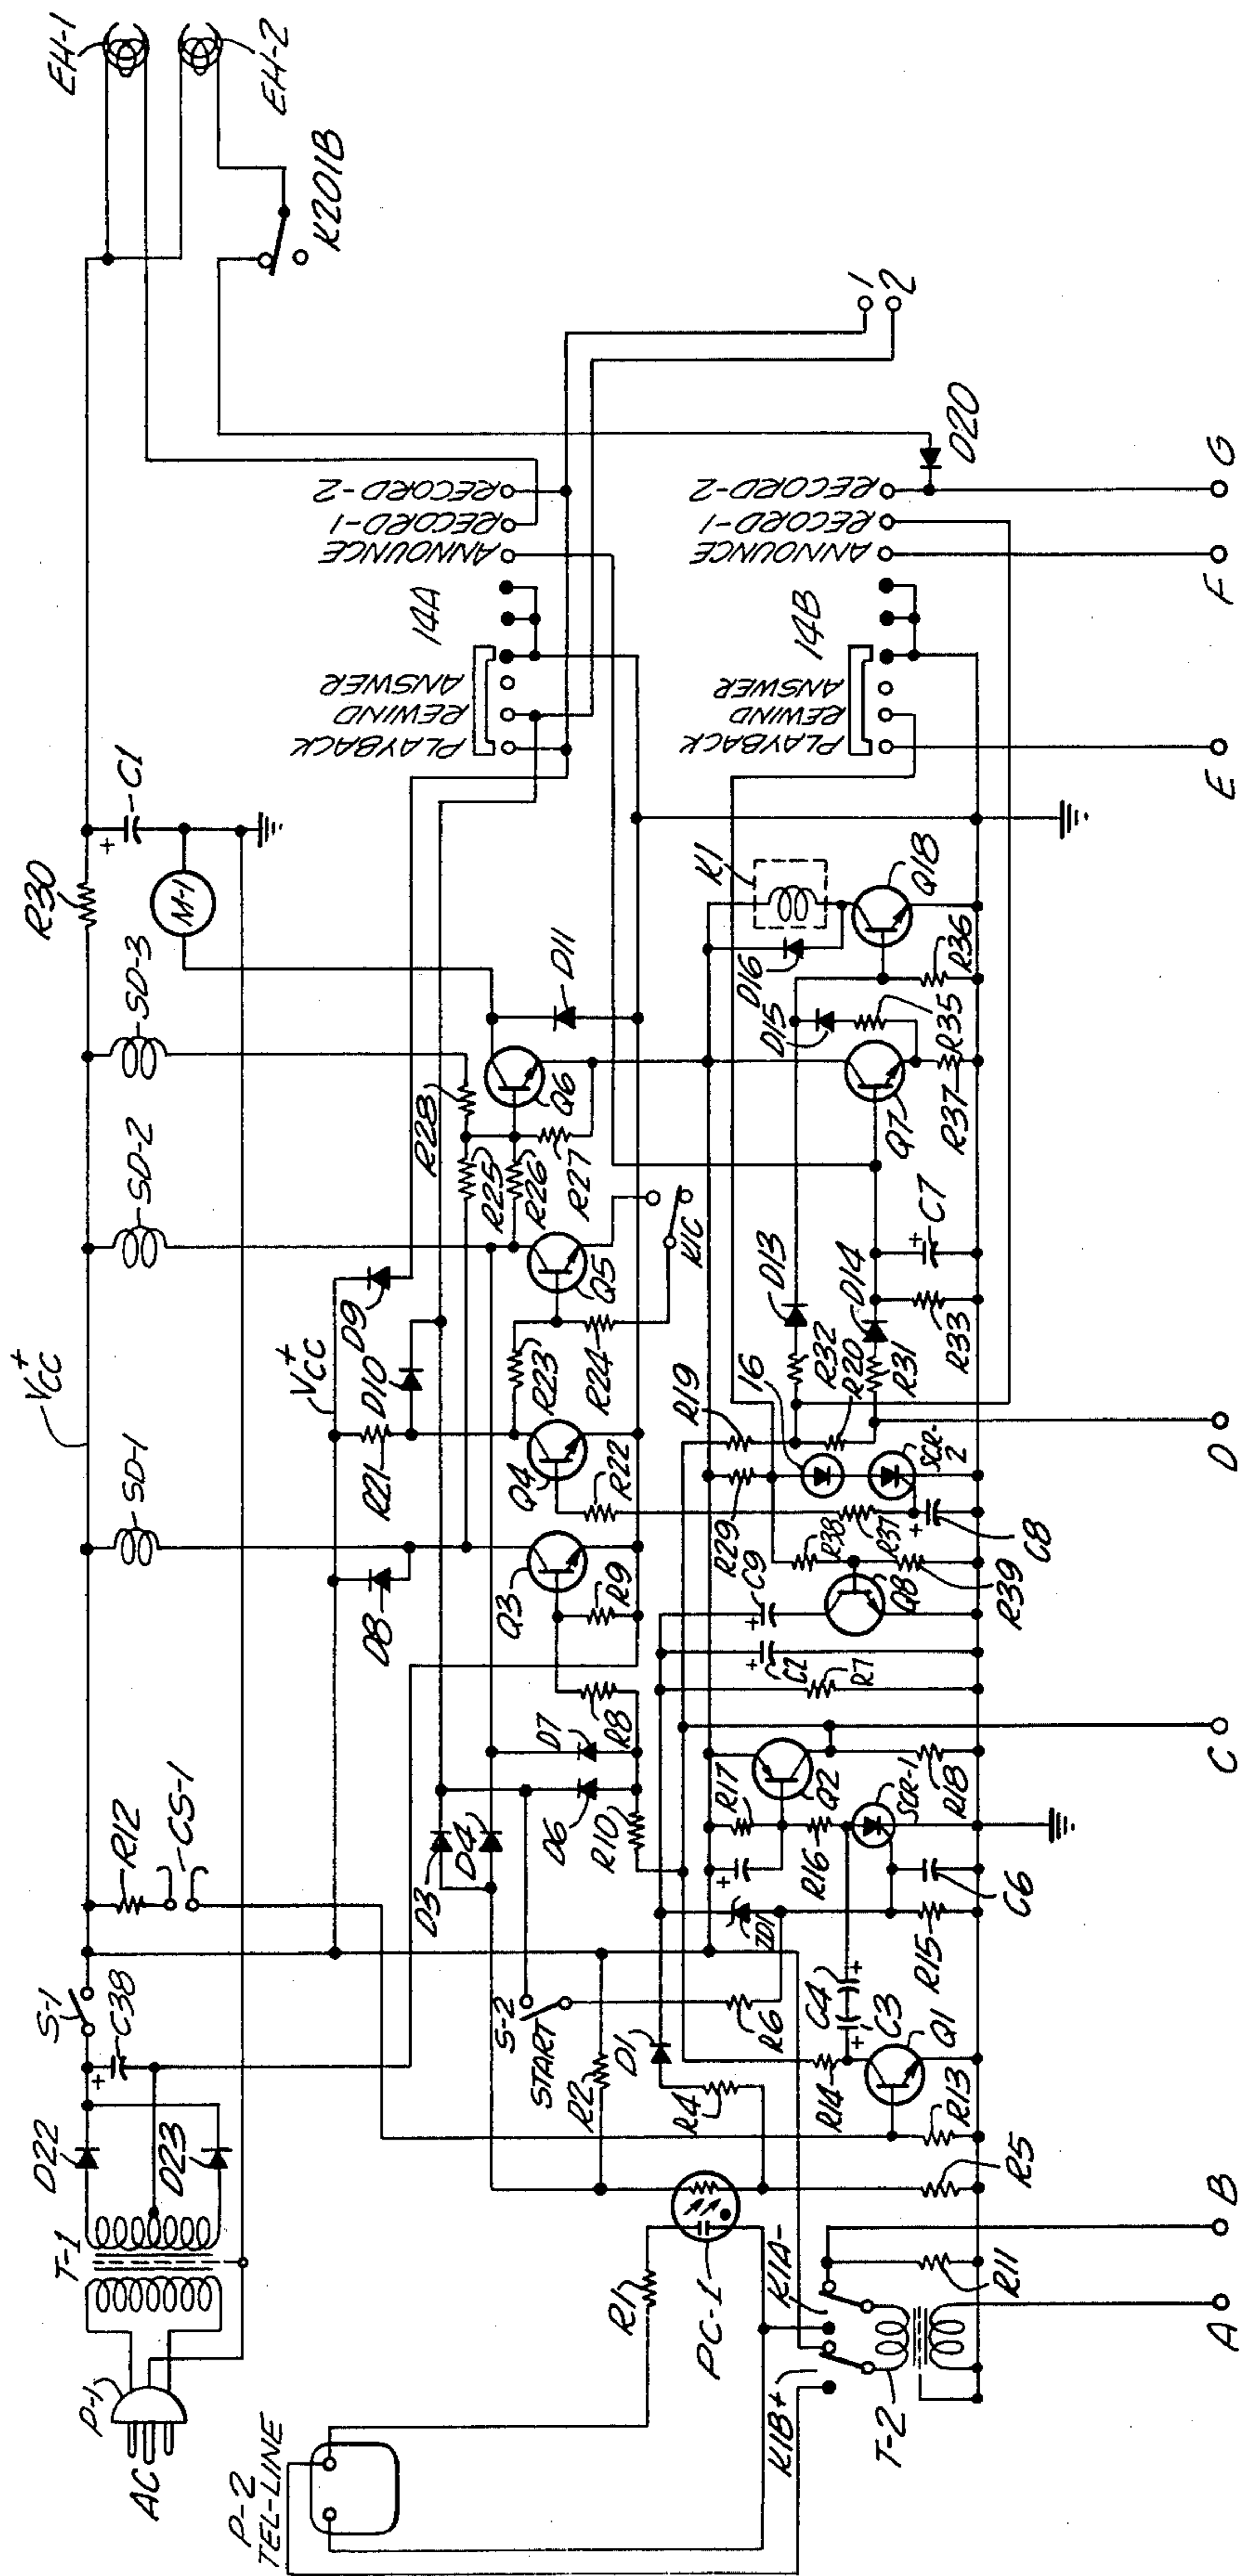 EH-1
EH-2
K201B
R30
C1
M-1
SD-3
SD-2
SD-1
V+CC
R12
CS-1
S-1
C38
D22
D23
T-1
P-1
AC
P-2
TEL-LINE
1
2
RECORD-2
RECORD-1
ANNOUNCE
14A
ANSWER
REWIND
PLAYBACK
D11
Q6
R28
R25
R26
R27
Q5
K1C
D9
V+CC
D10
R21
R23
R24
Q4
R22
D8
Q3
R9
R8
D7
D6
R10
D3
D4
S-2
START
R2
R6
D1
R4
R1
PC-1
K1A-
K1B+
T-2
RECORD-2
RECORD-1
ANNOUNCE
14B
ANSWER
REWIND
PLAYBACK
D20
K1
Q18
D16
D15
R36
R35
R37
Q7
C7
D13
D14
R33
R32
R20
R31
16
R19
SCR-2
R29
R38
R37
C8
C9
Q8
R39
C2
R7
R17
Q2
R18
R16
SCR-1
ZD1
C6
R15
C4
C3
Q1
R14
R13
R5
R11
A
B
C
D
E
F
G